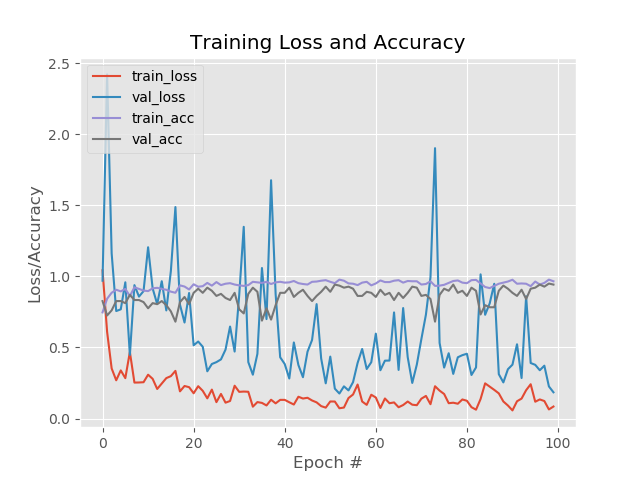 Training Loss and Accuracy
train_loss
val_loss
train_acc
val_acc
Loss/Accuracy
2.5
2.0
1.5
1.0
0.5
0.0
0 20 40 60 80 100
Epoch #